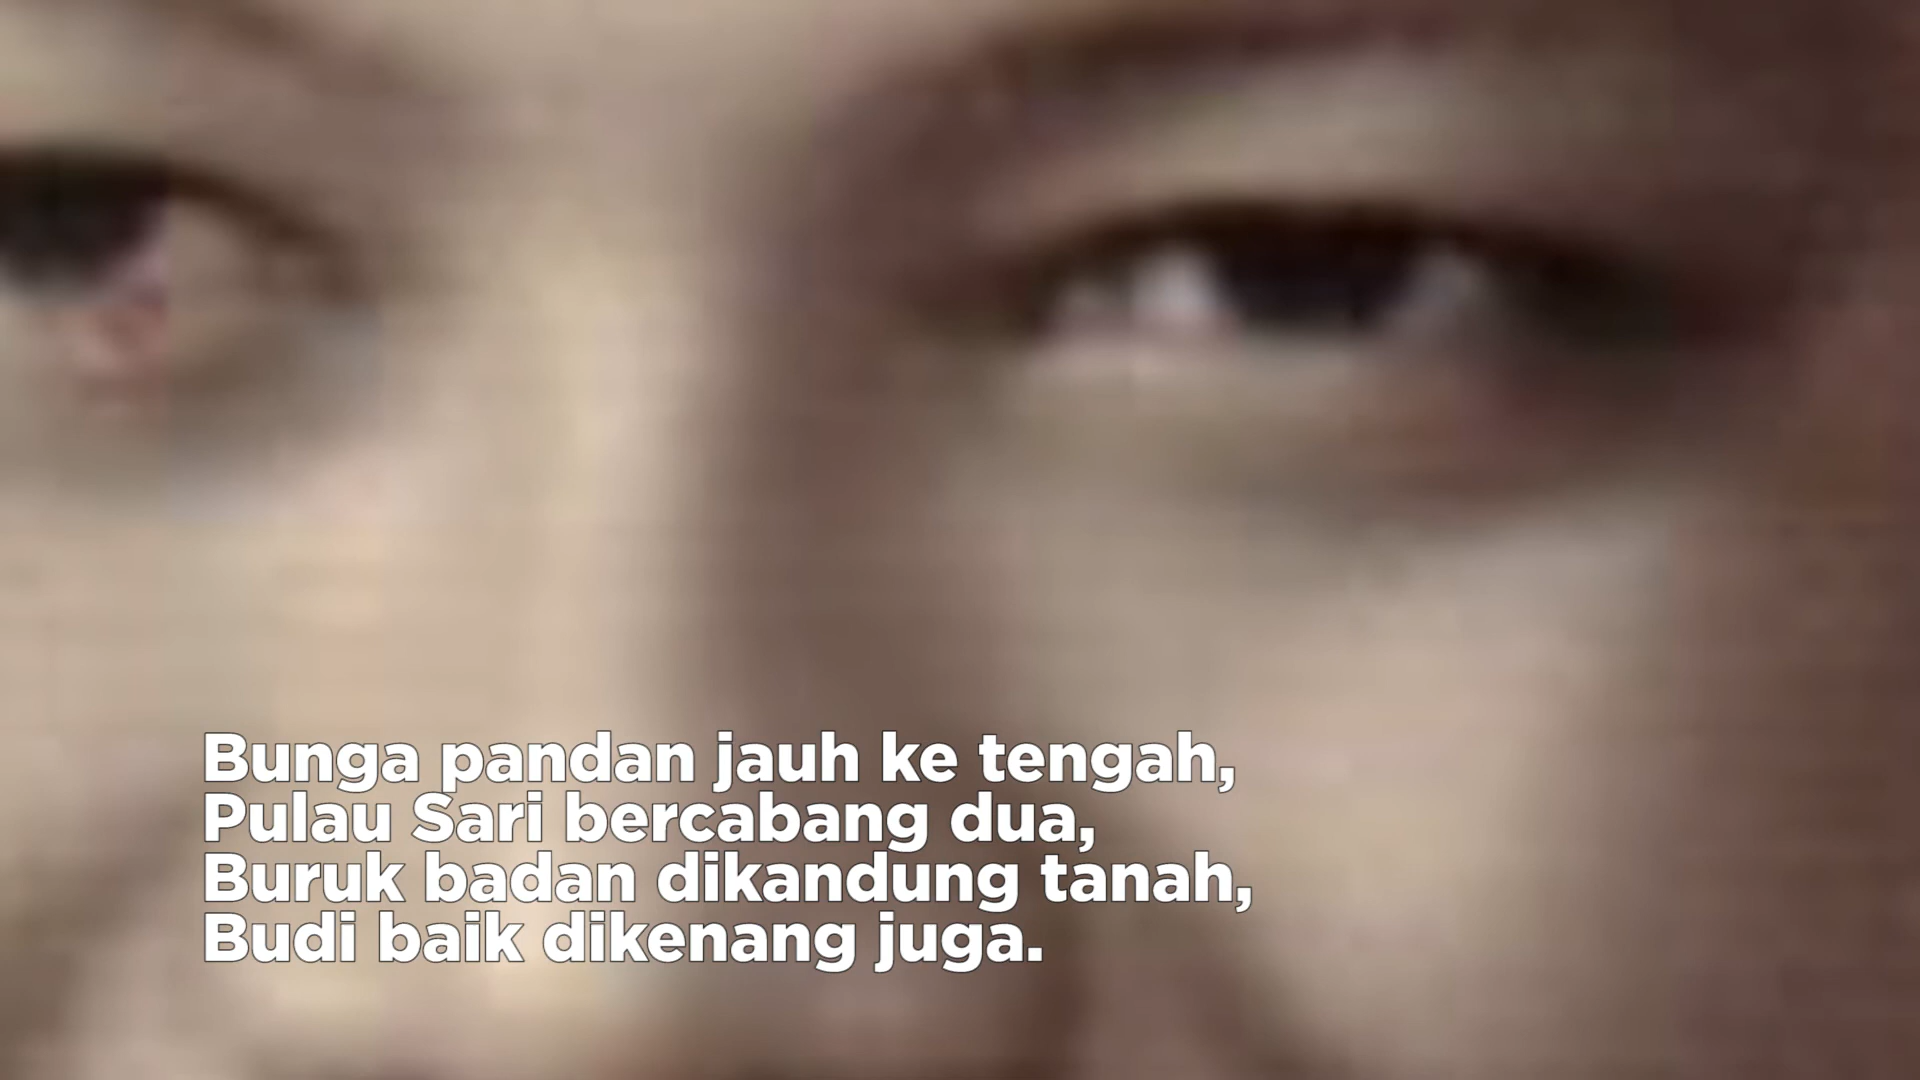 Bunga pandan jauh ke tengah,
Pulau Sari bercabang dua,
Buruk badan dikandung tanah,
Budi baik dikenang juga.